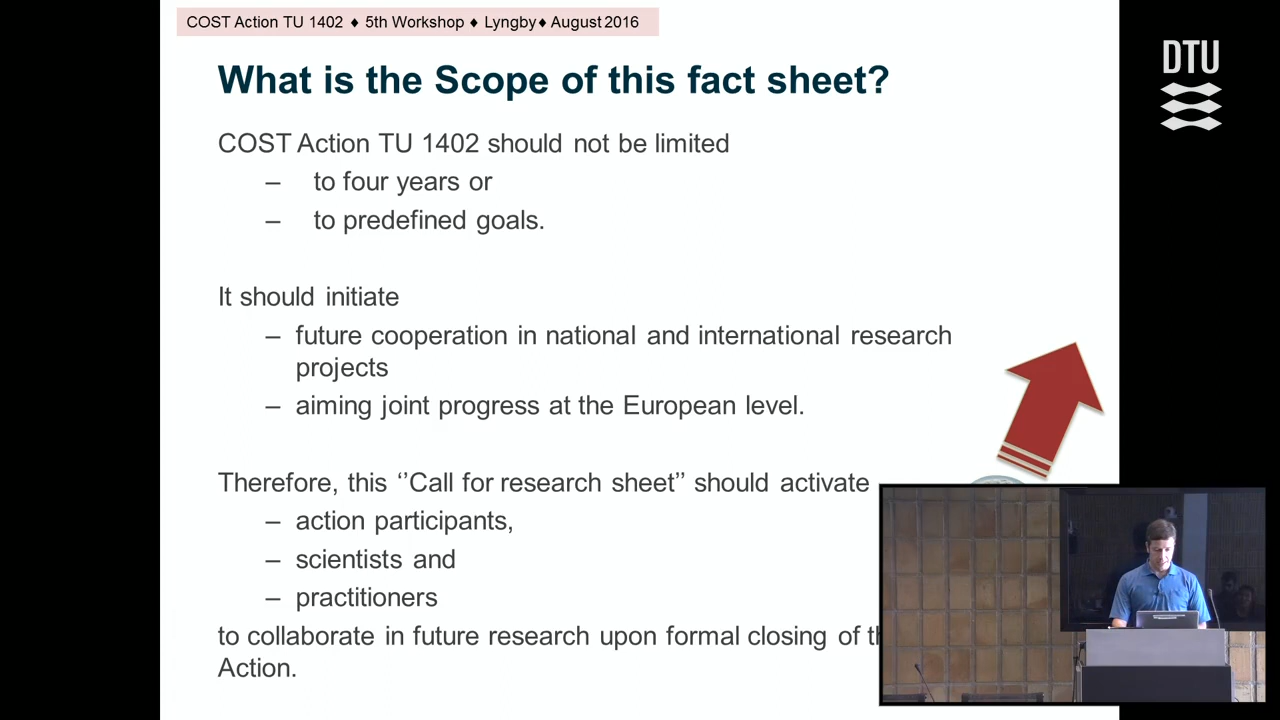 COST Action TU 1402 ♦ 5th Workshop ♦ Lyngby♦ August 2016
DTU
What is the Scope of this fact sheet?
COST Action TU 1402 should not be limited
– to four years or
– to predefined goals.
It should initiate
– future cooperation in national and international research
projects
– aiming joint progress at the European level.
Therefore, this ‘’Call for research sheet’’ should activate
– action participants,
– scientists and
– practitioners
to collaborate in future research upon formal closing of
Action.